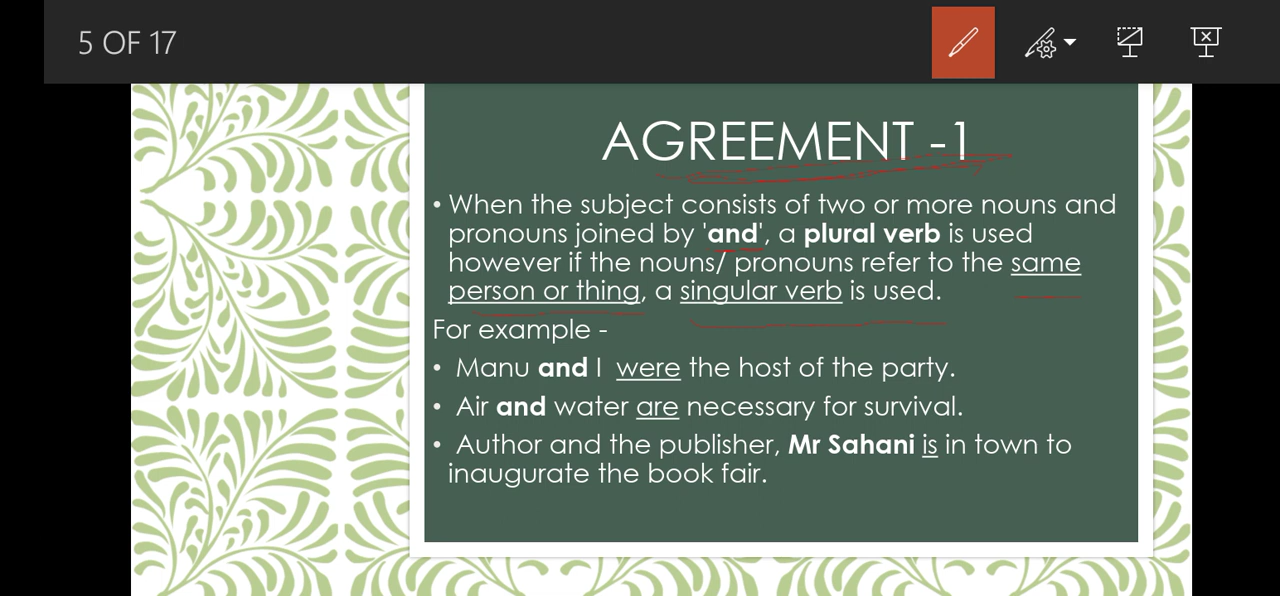 5 OF 17
AGREEMENT -1
• When the subject consists of two or more nouns and
pronouns joined by 'and', a plural verb is used
however if the nouns/ pronouns refer to the same
person or thing, a singular verb is used.
For example -
• Manu and I were the host of the party.
• Air and water are necessary for survival.
• Author and the publisher, Mr Sahani is in town to
inaugurate the book fair.